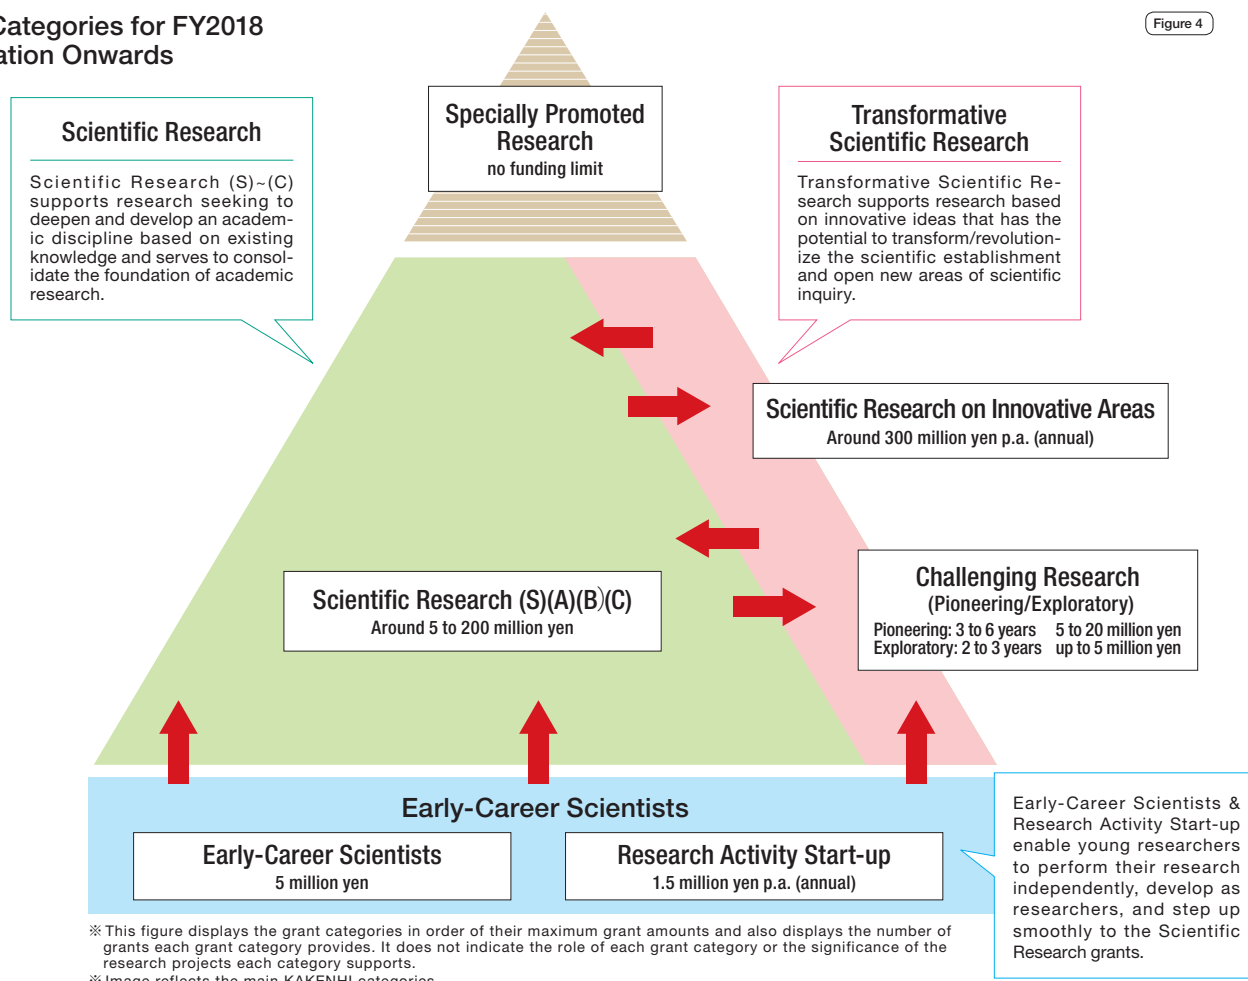 Categories for FY2018
ation Onwards
Figure 4
Scientific Research
Scientific Research (S)~(C)
supports research seeking to
deepen and develop an academ-
ic discipline based on existing
knowledge and serves to consol-
idate the foundation of academic
research.
Specially Promoted
Research
no funding limit
Transformative
Scientific Research
Transformative Scientific Re-
search supports research based
on innovative ideas that has the
potential to transform/revolution-
ize the scientific establishment
and open new areas of scientific
inquiry.
Scientific Research on Innovative Areas
Around 300 million yen p.a. (annual)
Scientific Research (S)(A)(B)(C)
Around 5 to 200 million yen
Challenging Research
(Pioneering/Exploratory)
Pioneering: 3 to 6 years 5 to 20 million yen
Exploratory: 2 to 3 years up to 5 million yen
Early-Career Scientists
Early-Career Scientists
5 million yen
Research Activity Start-up
1.5 million yen p.a. (annual)
Early-Career Scientists &
Research Activity Start-up
enable young researchers
to perform their research
independently, develop as
researchers, and step up
smoothly to the Scientific
Research grants.
※This figure displays the grant categories in order of their maximum grant amounts and also displays the number of
grants each grant category provides. It does not indicate the role of each grant category or the significance of the
research projects each category supports.
※Image reflects the main KAKENHI categories